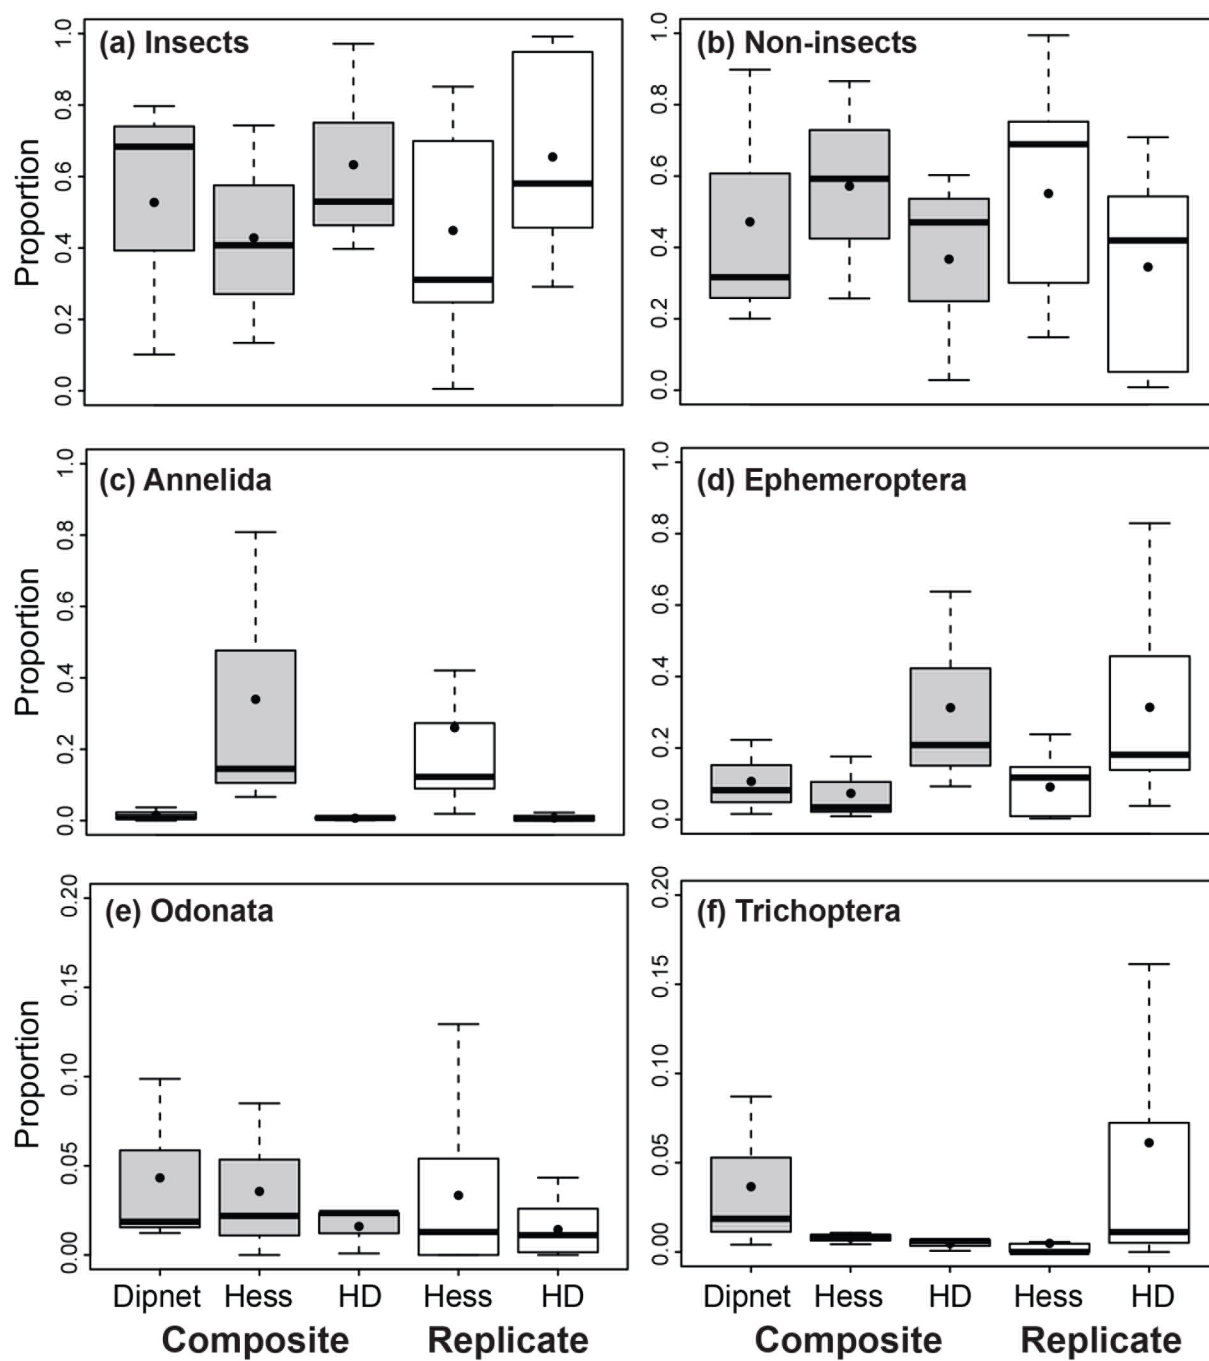 (a) Insects
(b) Non-insects
Proportion
0.0 0.2 0.4 0.6 0.8 1.0
0.0 0.2 0.4 0.6 0.8 1.0
(c) Annelida
(d) Ephemeroptera
Proportion
0.0 0.2 0.4 0.6 0.8 1.0
0.0 0.2 0.4 0.6 0.8 1.0
(e) Odonata
(f) Trichoptera
Proportion
0.00 0.05 0.10 0.15 0.20
0.00 0.05 0.10 0.15 0.20
Dipnet Hess HD Hess HD
Dipnet Hess HD Hess HD
Composite Replicate
Composite Replicate